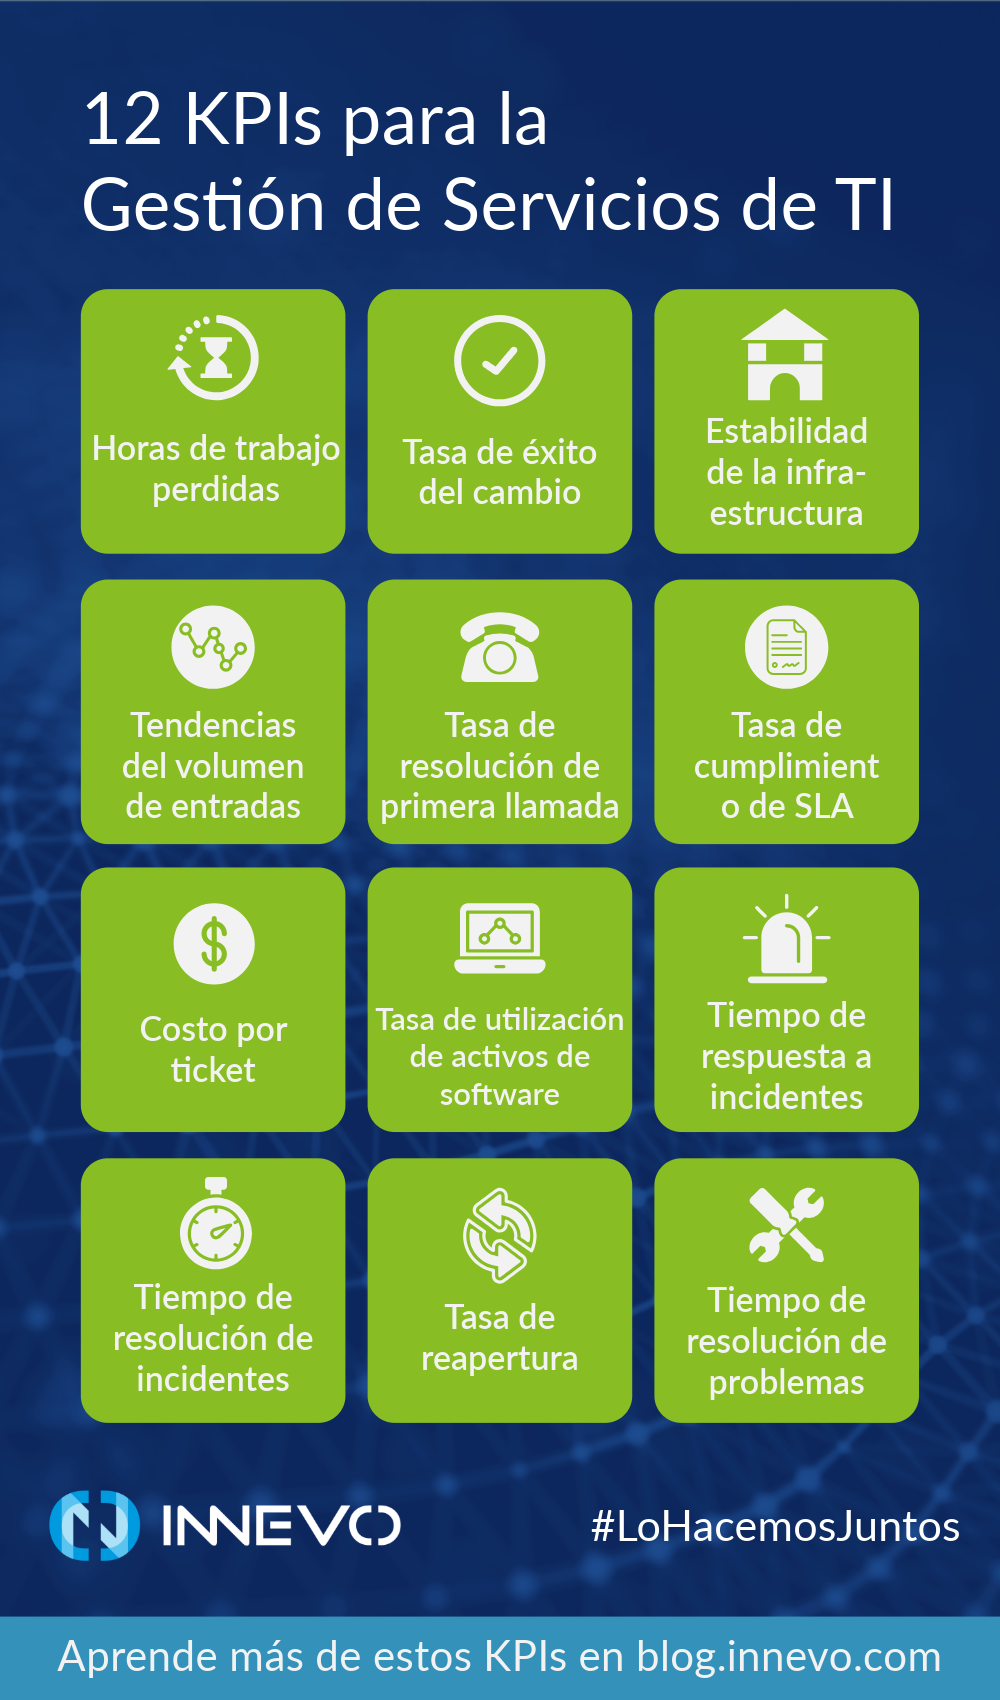 12 KPIs para la
Gestión de Servicios de TI
Horas de trabajo
perdidas
Tasa de éxito
del cambio
Estabilidad
de la infra-
estructura
Tendencias
del volumen
de entradas
Tasa de
resolución de
primera llamada
Tasa de
cumplimient
o de SLA
Costo por
ticket
Tasa de utilización
de activos de
software
Tiempo de
respuesta a
incidentes
Tiempo de
resolución de
incidentes
Tasa de
reapertura
Tiempo de
resolución de
problemas
INNEVO
#LoHacemosJuntos
Aprende más de estos KPIs en blog.innevo.com